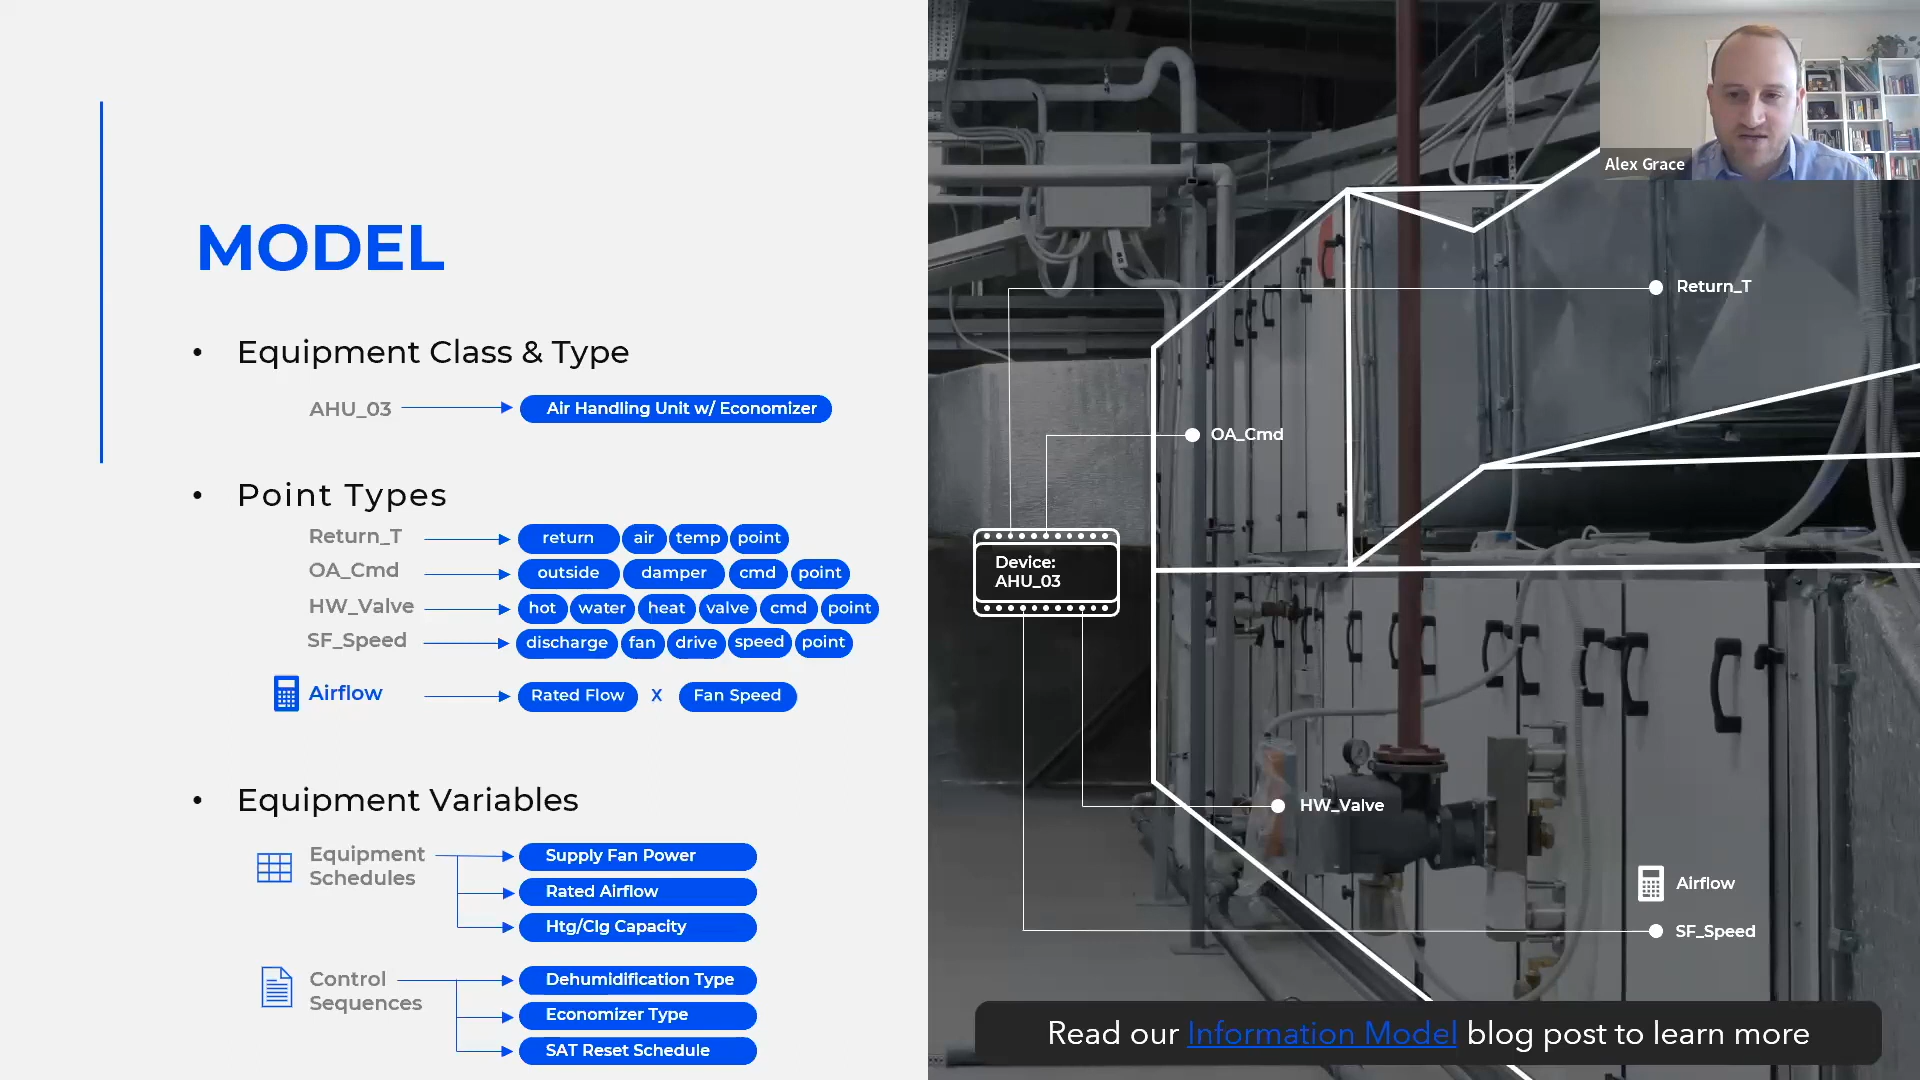 MODEL
• Equipment Class & Type
AHU_03 Air Handling Unit w/ Economizer
• Point Types
Return_T return air temp point
OA_Cmd outside damper cmd point
HW_Valve hot water heat valve cmd point
SF_Speed discharge fan drive speed point
Airflow Rated Flow X Fan Speed
• Equipment Variables
Equipment
Schedules
Supply Fan Power
Rated Airflow
Htg/Clg Capacity
Control
Sequences
Dehumidification Type
Economizer Type
SAT Reset Schedule
Alex Grace
Return_T
OA_Cmd
Device:
AHU_03
HW_Valve
Airflow
SF_Speed
Read our Information Model blog post to learn more